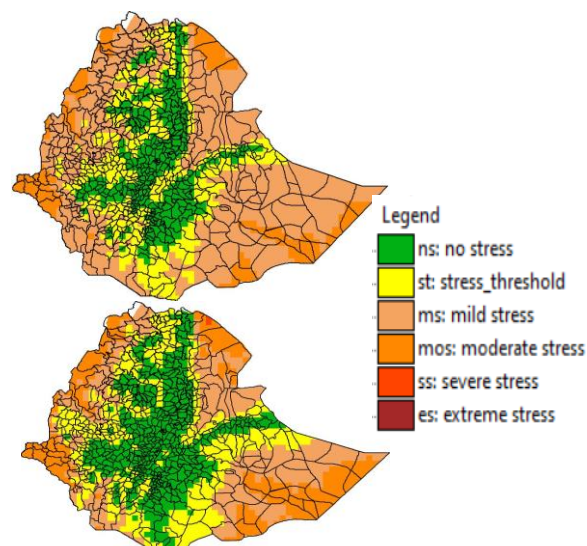 Legend
ns: no stress
st: stress_threshold
ms: mild stress
mos: moderate stress
ss: severe stress
es: extreme stress